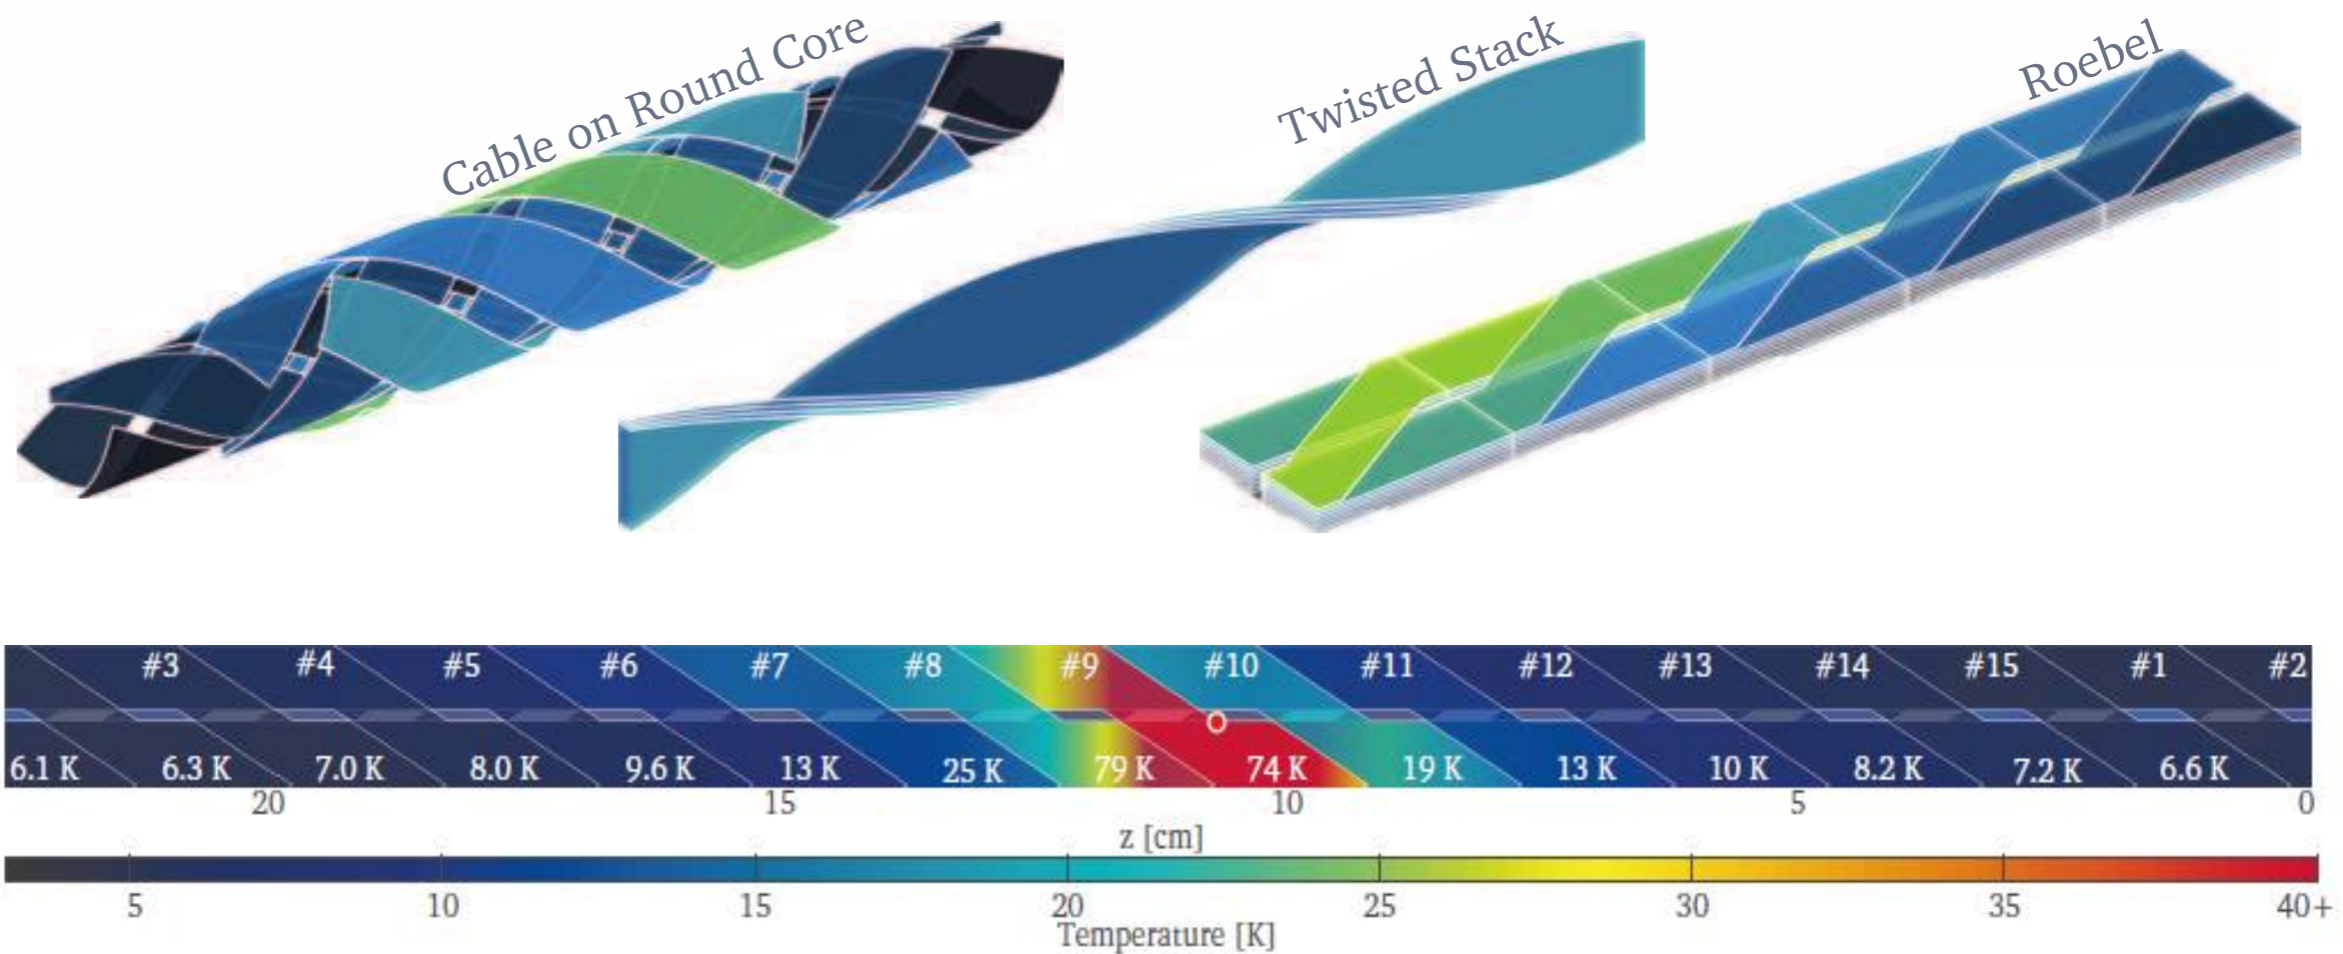 Cable on Round Core
Twisted Stack
Roebel
#3 #4 #5 #6 #7 #8 #9 #10 #11 #12 #13 #14 #15 #1 #2
6.1 K 6.3 K 7.0 K 8.0 K 9.6 K 13 K 25 K 79 K 74 K 19 K 13 K 10 K 8.2 K 7.2 K 6.6 K
20 15 10 5 0
z [cm]
5 10 15 20 25 30 35 40+
Temperature [K]